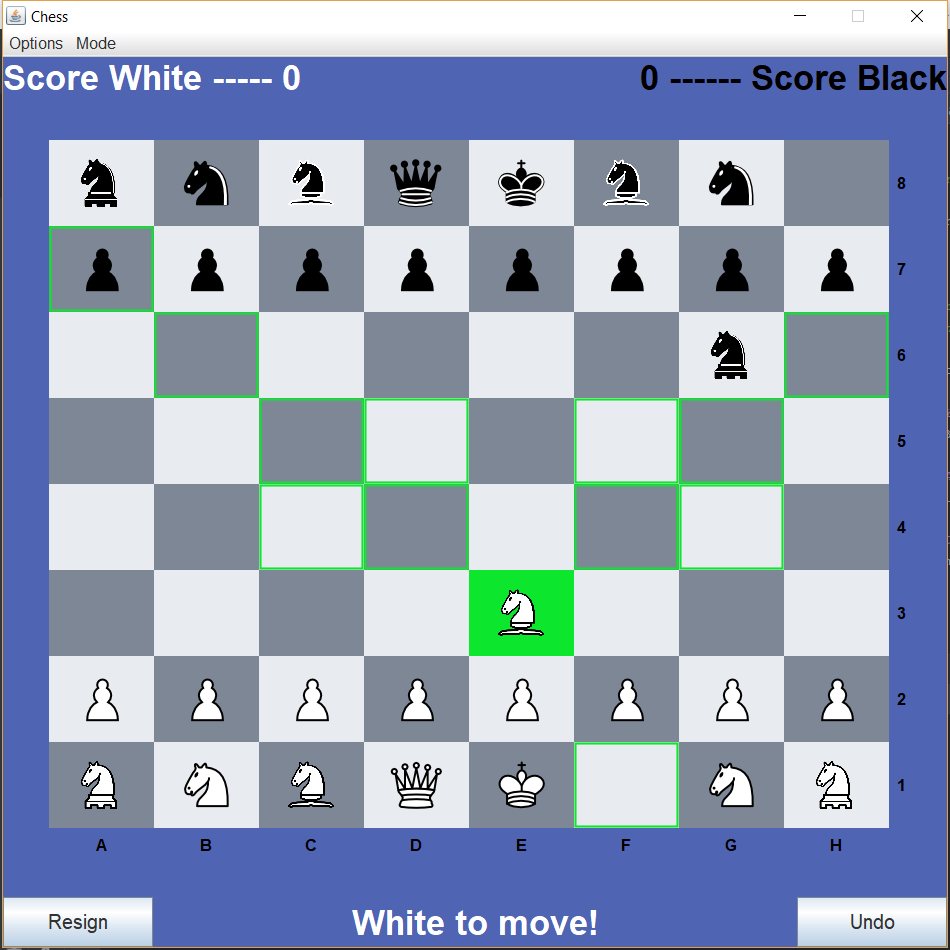 Chess
Options Mode
Score White ----- 0
0 ------ Score Black
8
7
6
5
4
3
2
1
A B C D E F G H
Resign
White to move!
Undo